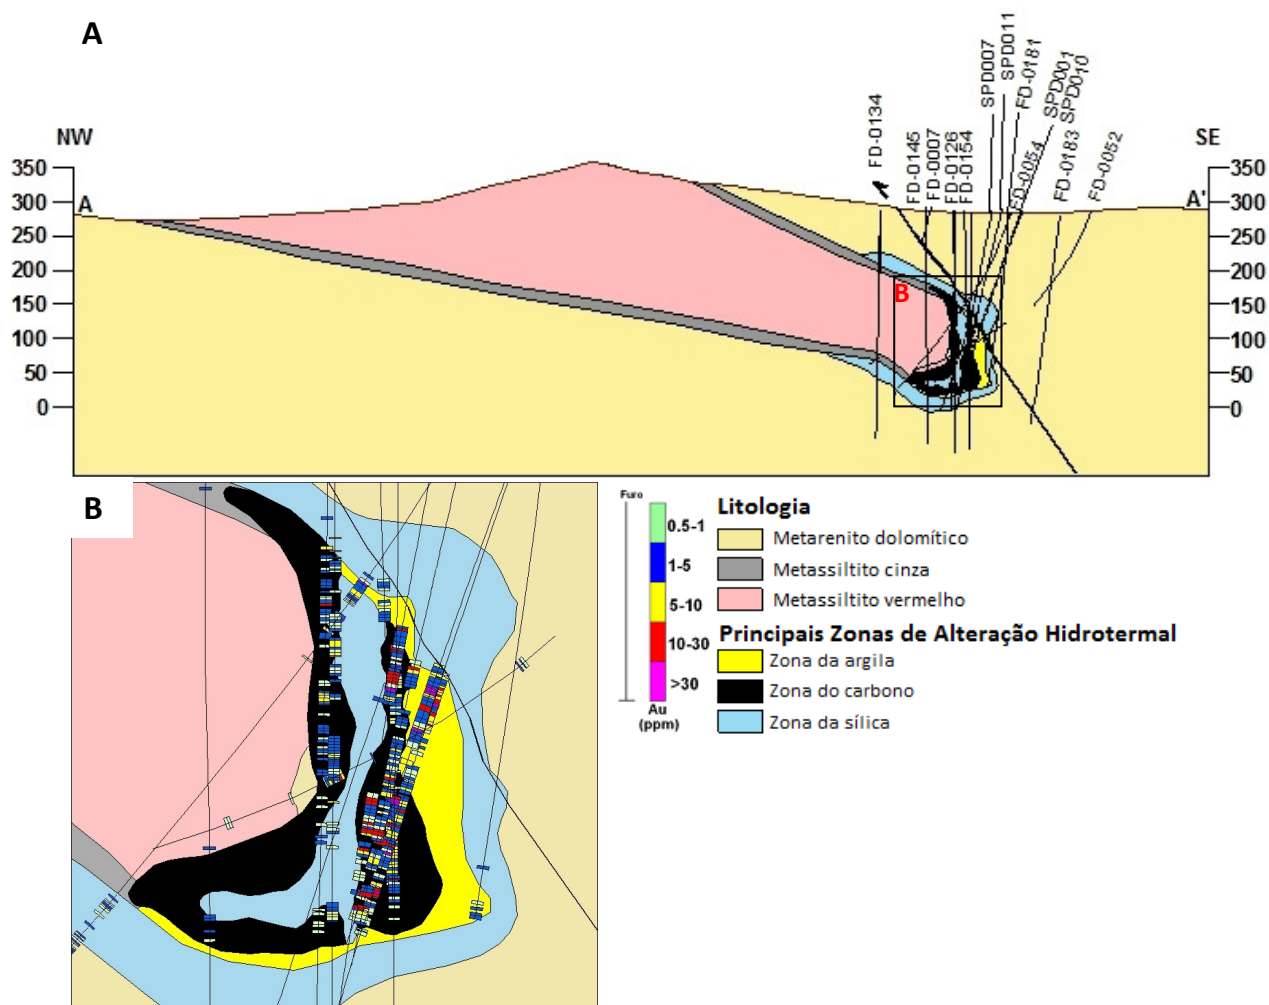 A
NW
SE
FD-0134
FD-0145
FD-0007
FD-0126
FD-0154
SPD007
SPD011
FD-0181
SPD001
SPD010
FD-0054
FD-0183
FD-0052
350
300
250
200
150
100
50
0
A
A'
350
300
250
200
150
100
50
0
B
B
Furo
0.5-1
1-5
5-10
10-30
>30
Au
(ppm)
Litologia
Metarenito dolomítico
Metassiltito cinza
Metassiltito vermelho
Principais Zonas de Alteração Hidrotermal
Zona da argila
Zona do carbono
Zona da sílica